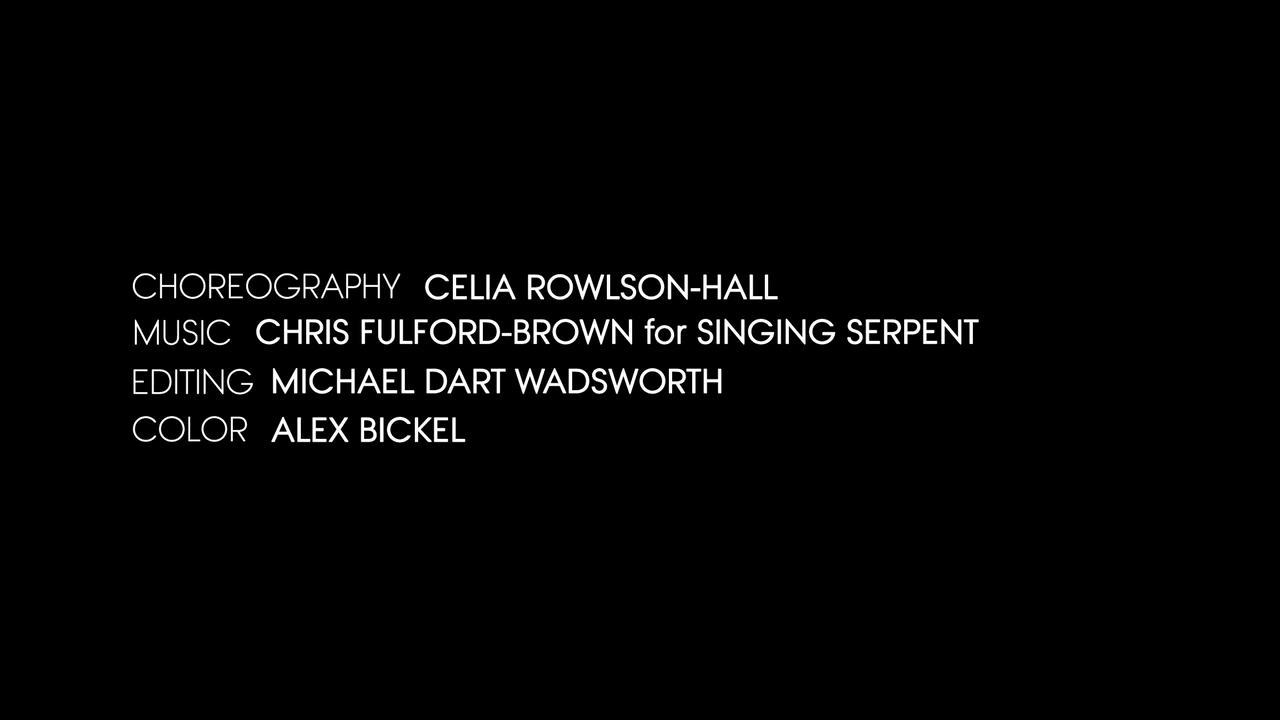 CHOREOGRAPHY CELIA ROWLSON-HALL
MUSIC CHRIS FULFORD-BROWN for SINGING SERPENT
EDITING MICHAEL DART WADSWORTH
COLOR ALEX BICKEL